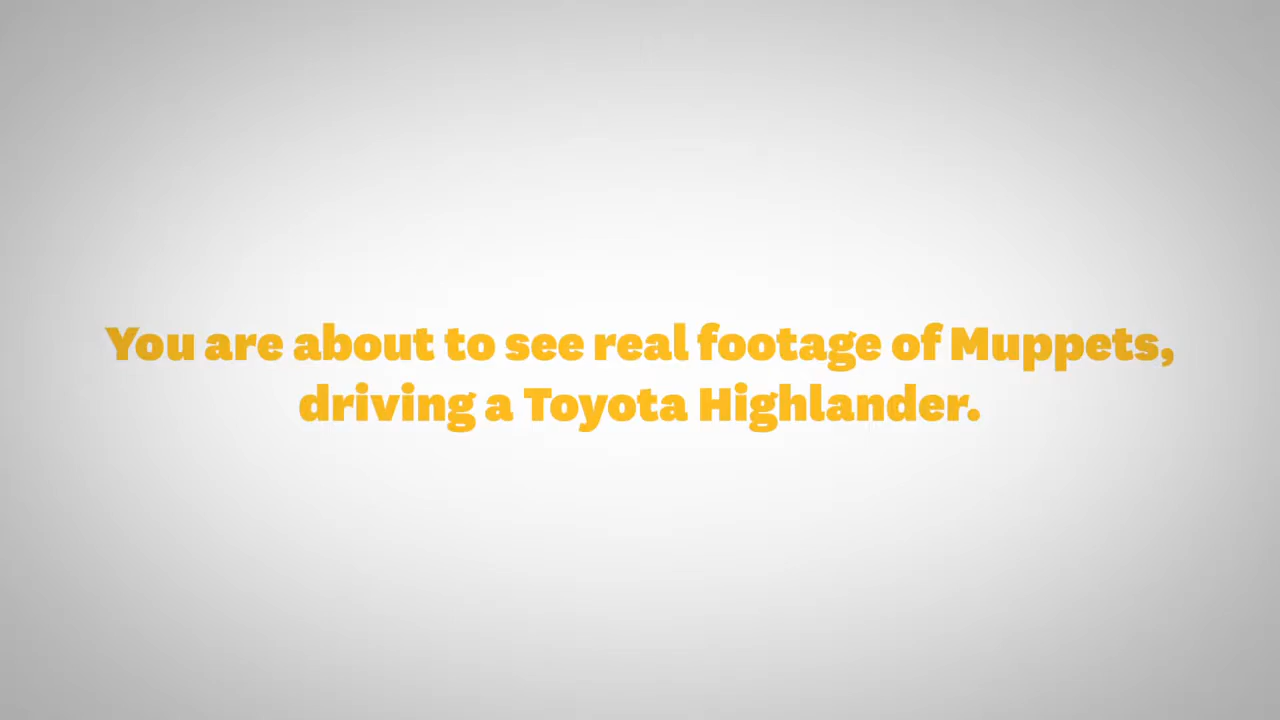 You are about to see real footage of Muppets,
driving a Toyota Highlander.